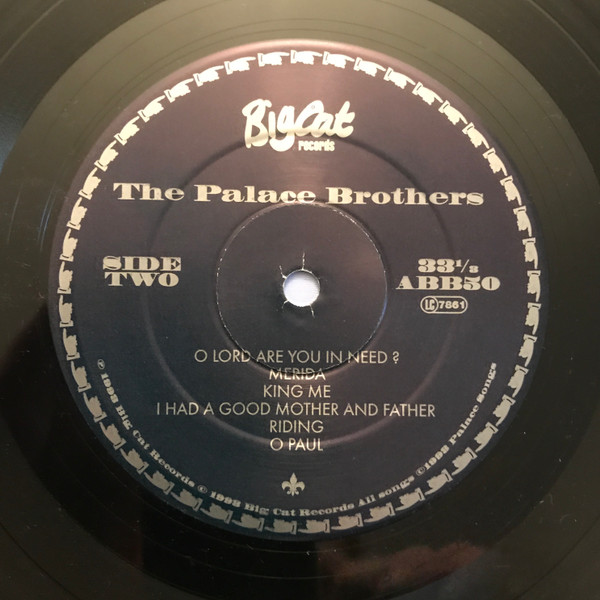 BigCat
records
The Palace Brothers
SIDE
TWO
33⅓
ABB50
LC 7861
O LORD ARE YOU IN NEED ?
MERIDA
KING ME
I HAD A GOOD MOTHER AND FATHER
RIDING
O PAUL
℗ 1993 Big Cat Records © 1993 Big Cat Records All songs © 1993 Palace Songs